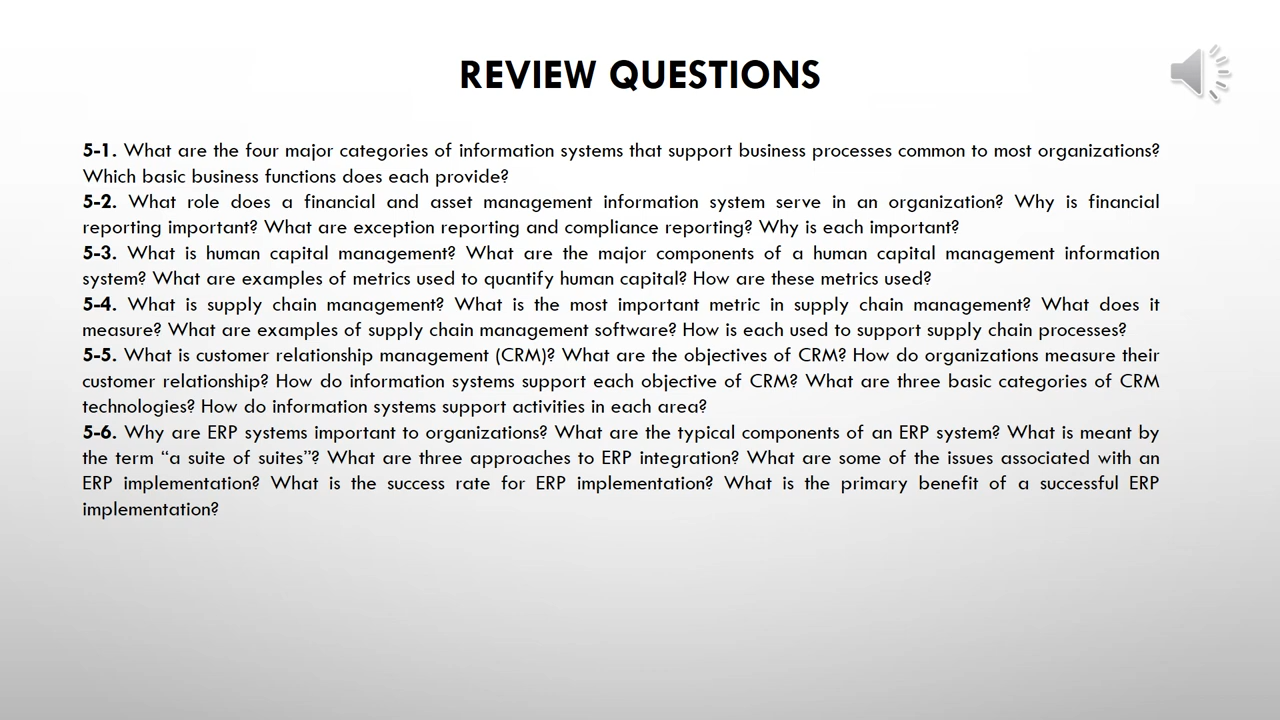 REVIEW QUESTIONS
5-1. What are the four major categories of information systems that support business processes common to most organizations?
Which basic business functions does each provide?
5-2. What role does a financial and asset management information system serve in an organization? Why is financial
reporting important? What are exception reporting and compliance reporting? Why is each important?
5-3. What is human capital management? What are the major components of a human capital management information
system? What are examples of metrics used to quantify human capital? How are these metrics used?
5-4. What is supply chain management? What is the most important metric in supply chain management? What does it
measure? What are examples of supply chain management software? How is each used to support supply chain processes?
5-5. What is customer relationship management (CRM)? What are the objectives of CRM? How do organizations measure their
customer relationship? How do information systems support each objective of CRM? What are three basic categories of CRM
technologies? How do information systems support activities in each area?
5-6. Why are ERP systems important to organizations? What are the typical components of an ERP system? What is meant by
the term “a suite of suites”? What are three approaches to ERP integration? What are some of the issues associated with an
ERP implementation? What is the success rate for ERP implementation? What is the primary benefit of a successful ERP
implementation?